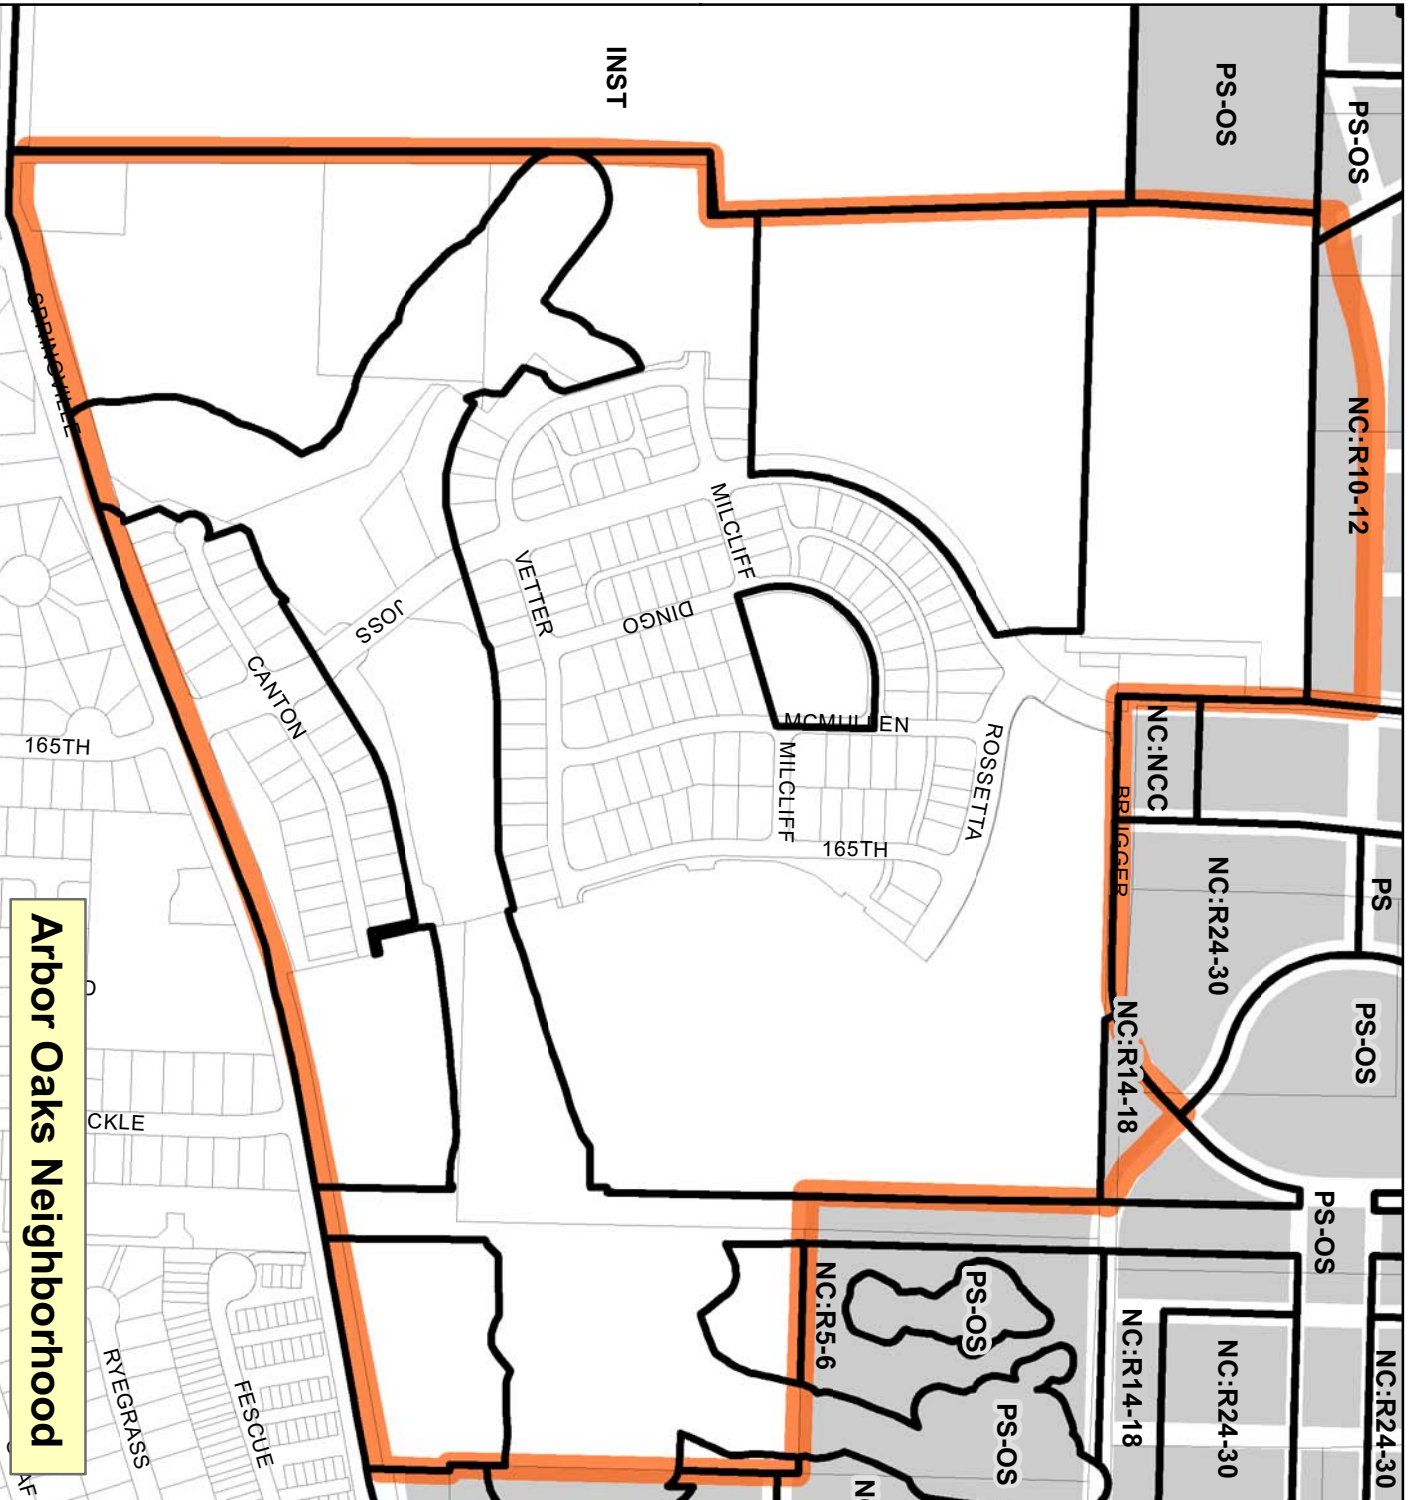 INST
PS-OS
PS-OS
NC:R10-12
SPRINGVILLE
MILCLIFF
VETTER
DINGO
JOSS
CANTON
165TH
MCMULLEN
ROSSETTA
MILCLIFF
165TH
NC:NCC
BRUGGER
NC:R24-30
PS
PS-OS
NC:R14-18
PS-OS
CKLE
NC:R5-6
PS-OS
NC:R14-18
NC:R24-30
NC:R24-30
PS-OS
RYEGRASS
FESCUE
Arbor Oaks Neighborhood